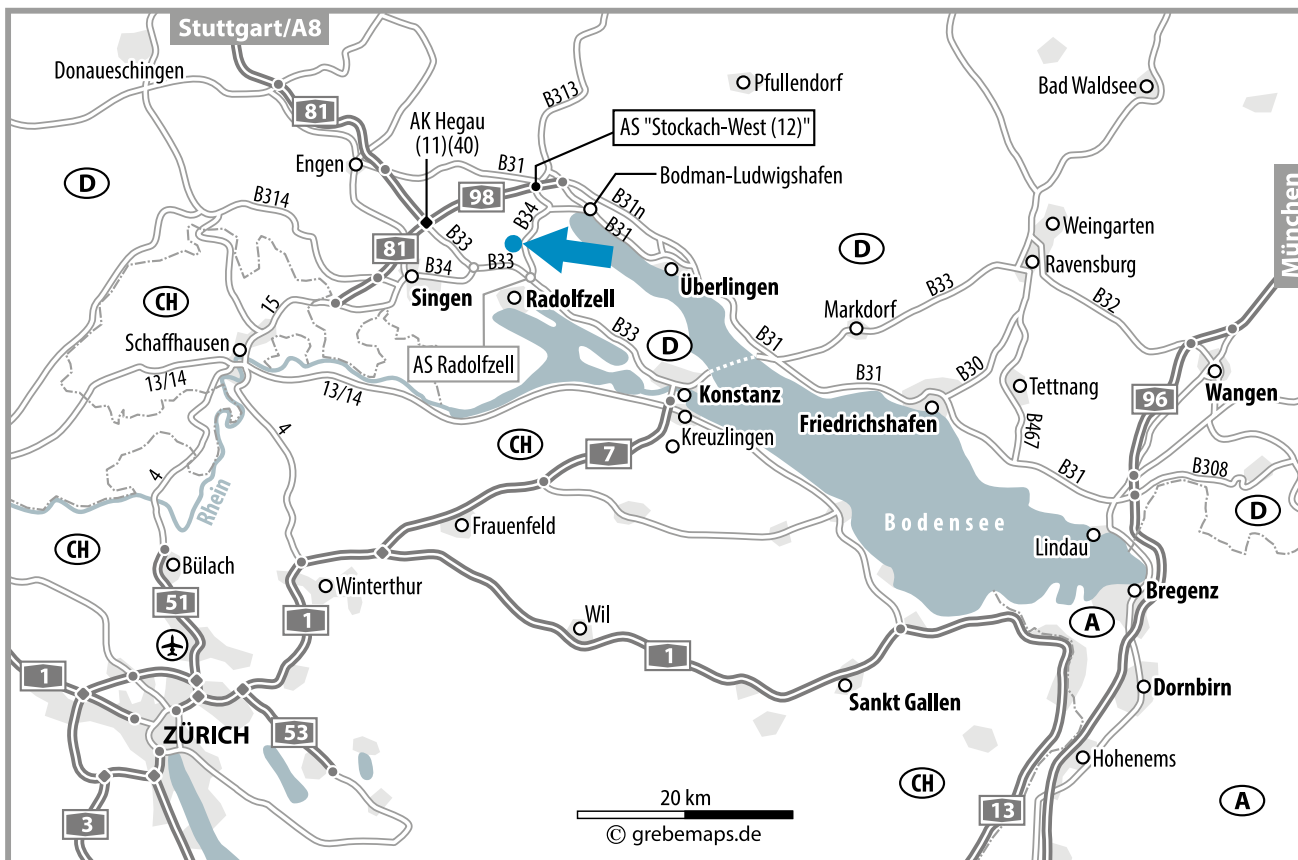 Stuttgart/A8
Donaueschingen
81
AK Hegau
(11)(40)
B313
AS "Stockach-West (12)"
Pfullendorf
Bad Waldsee
Engen
B31
Bodman-Ludwigshafen
D
98
B31n
B314
B34
B31
Weingarten
München
81
B33
D
B34
B33
Überlingen
Ravensburg
CH
Singen
Radolfzell
15
Markdorf
B33
B32
Schaffhausen
AS Radolfzell
B33
D
B31
13/14
13/14
Konstanz
B31
B30
Tettnang
Wangen
Friedrichshafen
96
4
Kreuzlingen
CH
7
B467
4
B31
B308
Rhein
Frauenfeld
Bodensee
D
CH
Lindau
Bülach
Winterthur
Bregenz
51
1
Wil
A
1
1
Sankt Gallen
Dornbirn
ZÜRICH
53
Hohenems
CH
20 km
A
3
13
© grebemaps.de